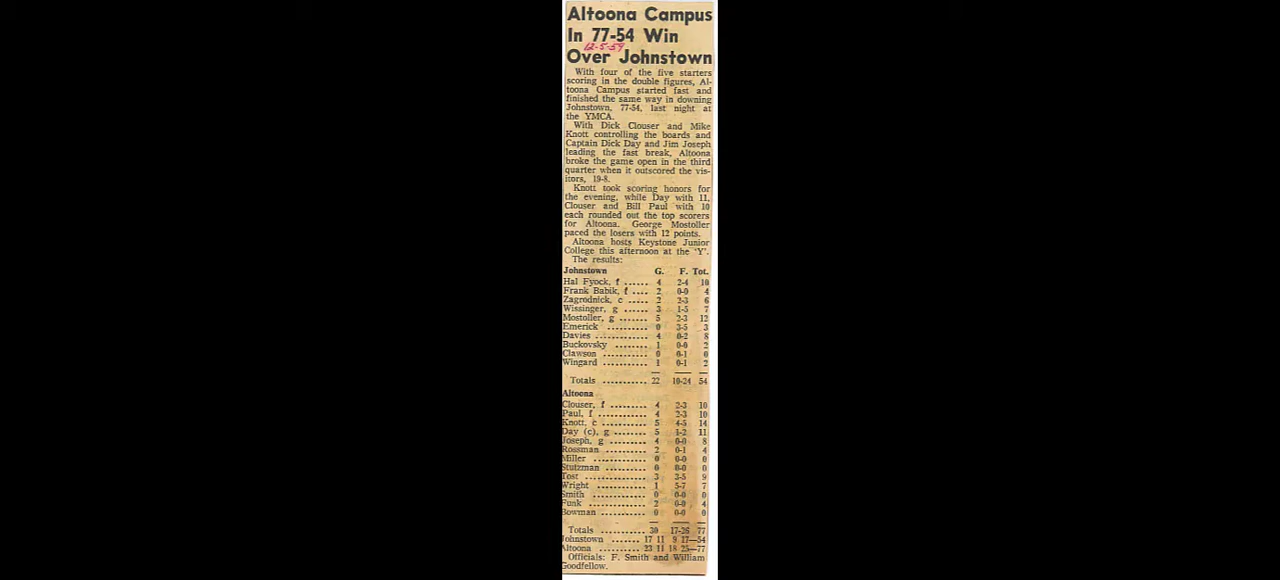 Altoona Campus
In 77-54 Win
12-5-59
Over Johnstown
With four of the five starters
scoring in the double figures, Al-
toona Campus started fast and
finished the same way in downing
Johnstown, 77-54, last night at
the YMCA.
With Dick Clouser and Mike
Knott controlling the boards and
Captain Dick Day and Jim Joseph
leading the fast break, Altoona
broke the game open in the third
quarter when it outscored the vis-
itors, 19-8.
Knott took scoring honors for
the evening, while Day with 11,
Clouser and Bill Paul with 10
each rounded out the top scorers
for Altoona. George Mostoller
paced the losers with 12 points.
Altoona hosts Keystone Junior
College this afternoon at the 'Y'.
The results:
Johnstown G. F. Tot.
Hal Fyock, f ...... 4 2-4 10
Frank Babik, f .... 2 0-0 4
Zagrodnick, c ..... 2 2-3 6
Wissinger, g ...... 3 1-5 7
Mostoller, g ....... 5 2-3 12
Emerick .......... 0 3-5 3
Davies ............ 4 0-2 8
Buckovsky ........ 1 0-0 2
Clawson .......... 0 0-1 0
Wingard .......... 1 0-1 2
Totals ........... 22 10-24 54
Altoona
Clouser, f ......... 4 2-3 10
Paul, f ............ 4 2-3 10
Knott, c .......... 5 4-5 14
Day (c), g ........ 5 1-2 11
Joseph, g ......... 4 0-0 8
Rossman .......... 2 0-1 4
Miller ............ 0 0-0 0
Stutzman ......... 0 0-0 0
Tost .............. 3 3-5 9
Wright ........... 1 5-7 7
Smith ............ 0 0-0 0
Funk ............. 2 0-0 4
Bowman .......... 0 0-0 0
Totals ........... 30 17-26 77
Johnstown ....... 17 11 9 17—54
Altoona .......... 23 11 18 25—77
Officials: F. Smith and William
Goodfellow.